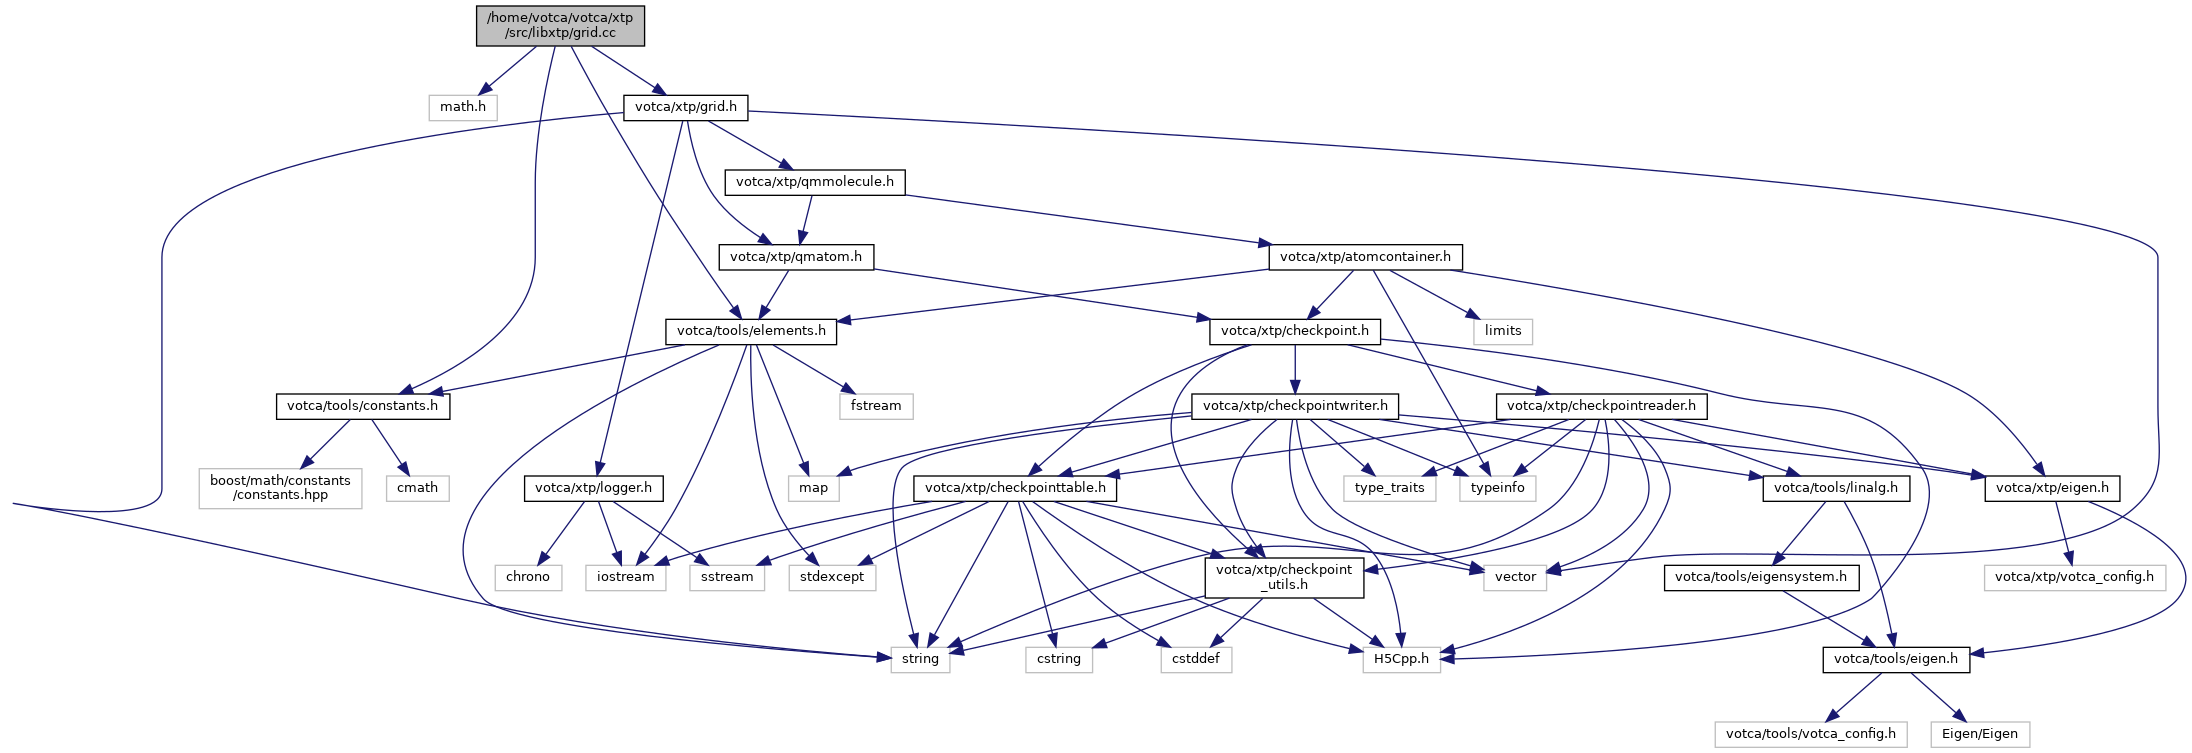 /home/votca/votca/xtp
/src/libxtp/grid.cc
math.h
votca/xtp/grid.h
votca/xtp/qmmolecule.h
votca/xtp/qmatom.h
votca/xtp/atomcontainer.h
votca/tools/elements.h
votca/xtp/checkpoint.h
limits
votca/tools/constants.h
fstream
votca/xtp/checkpointwriter.h
votca/xtp/checkpointreader.h
boost/math/constants
/constants.hpp
cmath
votca/xtp/logger.h
map
votca/xtp/checkpointtable.h
type_traits
typeinfo
votca/tools/linalg.h
votca/xtp/eigen.h
chrono
iostream
sstream
stdexcept
votca/xtp/checkpoint
_utils.h
vector
votca/tools/eigensystem.h
votca/xtp/votca_config.h
string
cstring
cstddef
H5Cpp.h
votca/tools/eigen.h
votca/tools/votca_config.h
Eigen/Eigen